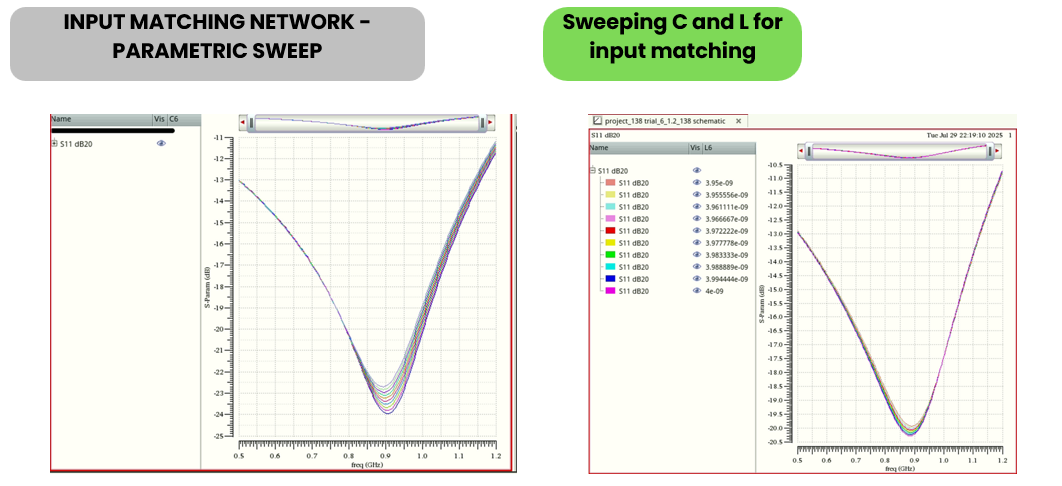 INPUT MATCHING NETWORK -
PARAMETRIC SWEEP
Sweeping C and L for
input matching
Name Vis C6
S11 dB20
-11
-12
-13
-14
-15
-16
-17
-18
-19
-20
-21
-22
-23
-24
-25
S-Param (dB)
0.5 0.6 0.7 0.8 0.9 1.0 1.1 1.2
freq (GHz)
project_138 trial_6_1.2_138 schematic
S11 dB20 Tue Jul 29 22:19:10 2025 1
Name Vis L6
S11 dB20
S11 dB20 3.95e-09
S11 dB20 3.955556e-09
S11 dB20 3.961111e-09
S11 dB20 3.966667e-09
S11 dB20 3.972222e-09
S11 dB20 3.977778e-09
S11 dB20 3.983333e-09
S11 dB20 3.988889e-09
S11 dB20 3.994444e-09
S11 dB20 4e-09
-10.5
-11.0
-11.5
-12.0
-12.5
-13.0
-13.5
-14.0
-14.5
-15.0
-15.5
-16.0
-16.5
-17.0
-17.5
-18.0
-18.5
-19.0
-19.5
-20.0
-20.5
S-Param (dB)
0.5 0.6 0.7 0.8 0.9 1.0 1.1 1.2
freq (GHz)